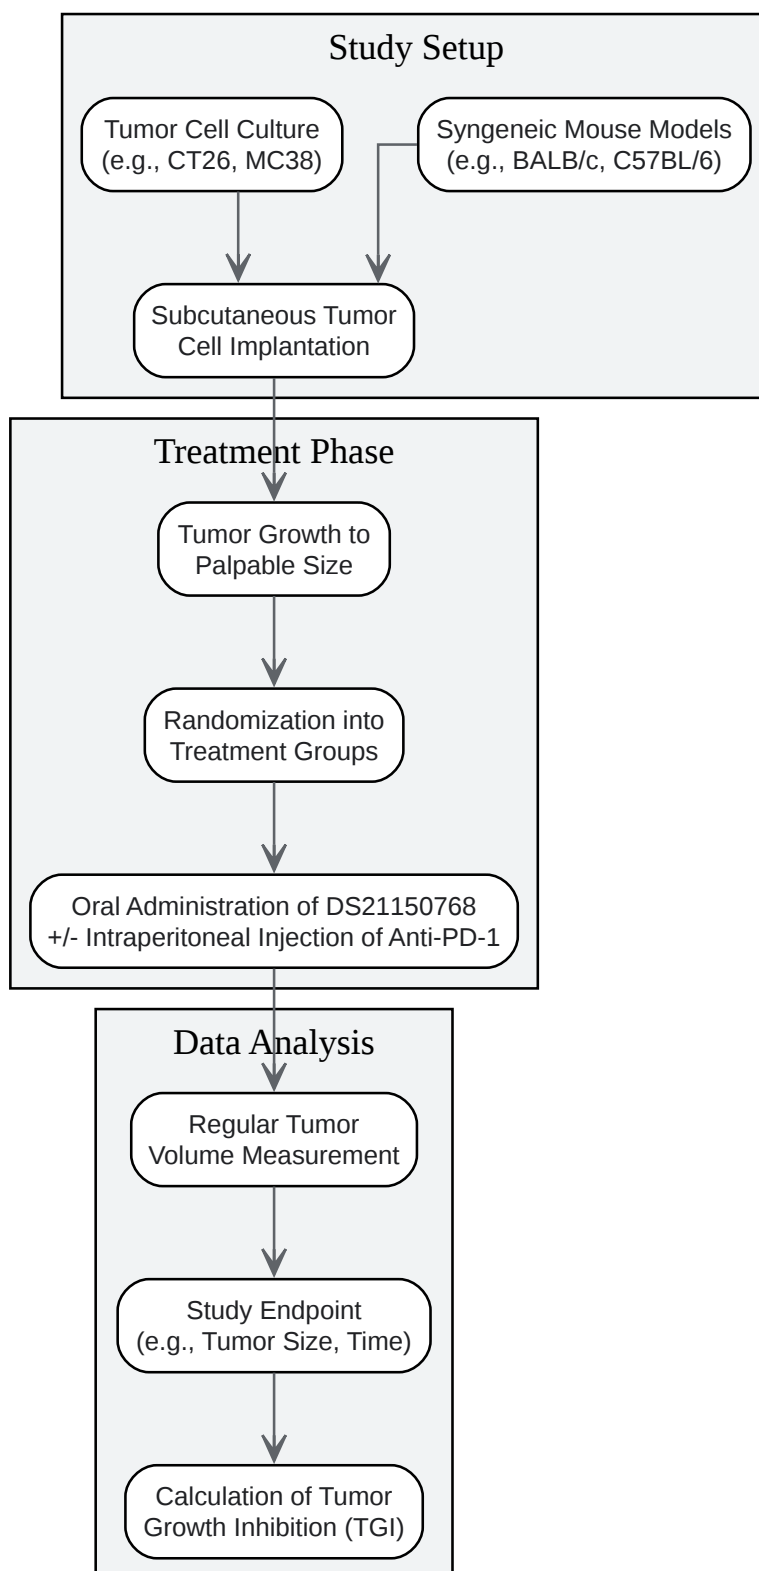 Study Setup
Tumor Cell Culture
(e.g., CT26, MC38)
Syngeneic Mouse Models
(e.g., BALB/c, C57BL/6)
Subcutaneous Tumor
Cell Implantation
Treatment Phase
Tumor Growth to
Palpable Size
Randomization into
Treatment Groups
Oral Administration of DS21150768
+/- Intraperitoneal Injection of Anti-PD-1
Data Analysis
Regular Tumor
Volume Measurement
Study Endpoint
(e.g., Tumor Size, Time)
Calculation of Tumor
Growth Inhibition (TGI)